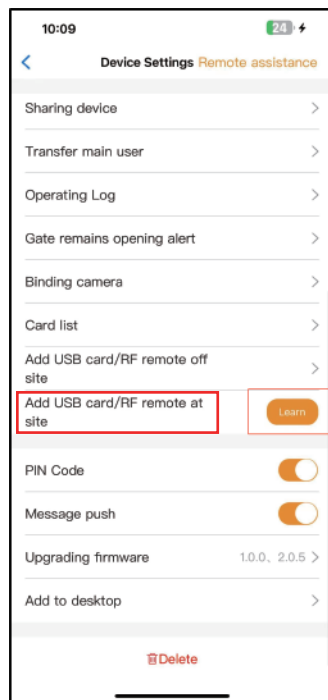 10:09
24
Device Settings Remote assistance
Sharing device
Transfer main user
Operating Log
Gate remains opening alert
Binding camera
Card list
Add USB card/RF remote off
site
Add USB card/RF remote at
site
Learn
PIN Code
Message push
Upgrading firmware 1.0.0、2.0.5
Add to desktop
Delete